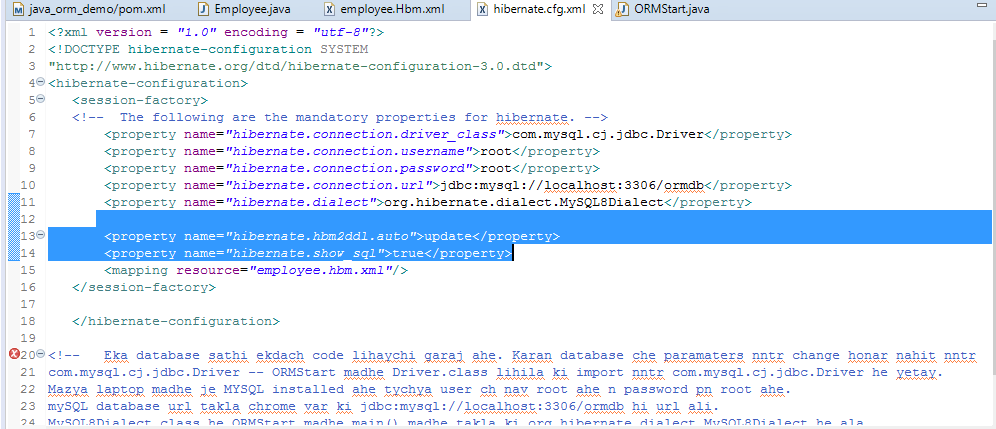 java_orm_demo/pom.xml Employee.java employee.Hbm.xml hibernate.cfg.xml ORMStart.java
1 <?xml version = "1.0" encoding = "utf-8"?>
2 <!DOCTYPE hibernate-configuration SYSTEM
3 "http://www.hibernate.org/dtd/hibernate-configuration-3.0.dtd">
4 <hibernate-configuration>
5 <session-factory>
6 <!-- The following are the mandatory properties for hibernate. -->
7 <property name="hibernate.connection.driver_class">com.mysql.cj.jdbc.Driver</property>
8 <property name="hibernate.connection.username">root</property>
9 <property name="hibernate.connection.password">root</property>
10 <property name="hibernate.connection.url">jdbc:mysql://localhost:3306/ormdb</property>
11 <property name="hibernate.dialect">org.hibernate.dialect.MySQL8Dialect</property>
12
13 <property name="hibernate.hbm2ddl.auto">update</property>
14 <property name="hibernate.show_sql">true</property>
15 <mapping resource="employee.hbm.xml"/>
16 </session-factory>
17
18 </hibernate-configuration>
19
20 <!-- Eka database sathi ekdach code lihaychi garaj ahe. Karan database che paramaters nntr change honar nahit nntr
21 com.mysql.cj.jdbc.Driver -- ORMStart madhe Driver.class lihila ki import nntr com.mysql.cj.jdbc.Driver he yetay.
22 Mazya laptop madhe je MYSQL installed ahe tychya user ch nav root ahe n password pn root ahe.
23 mySQL database url takla chrome var ki jdbc:mysql://localhost:3306/ormdb hi url ali.
24 MySQL8Dialect class he ORMStart madhe main() madhe takla ki org.hibernate.dialect.MySQL8Dialect he ala